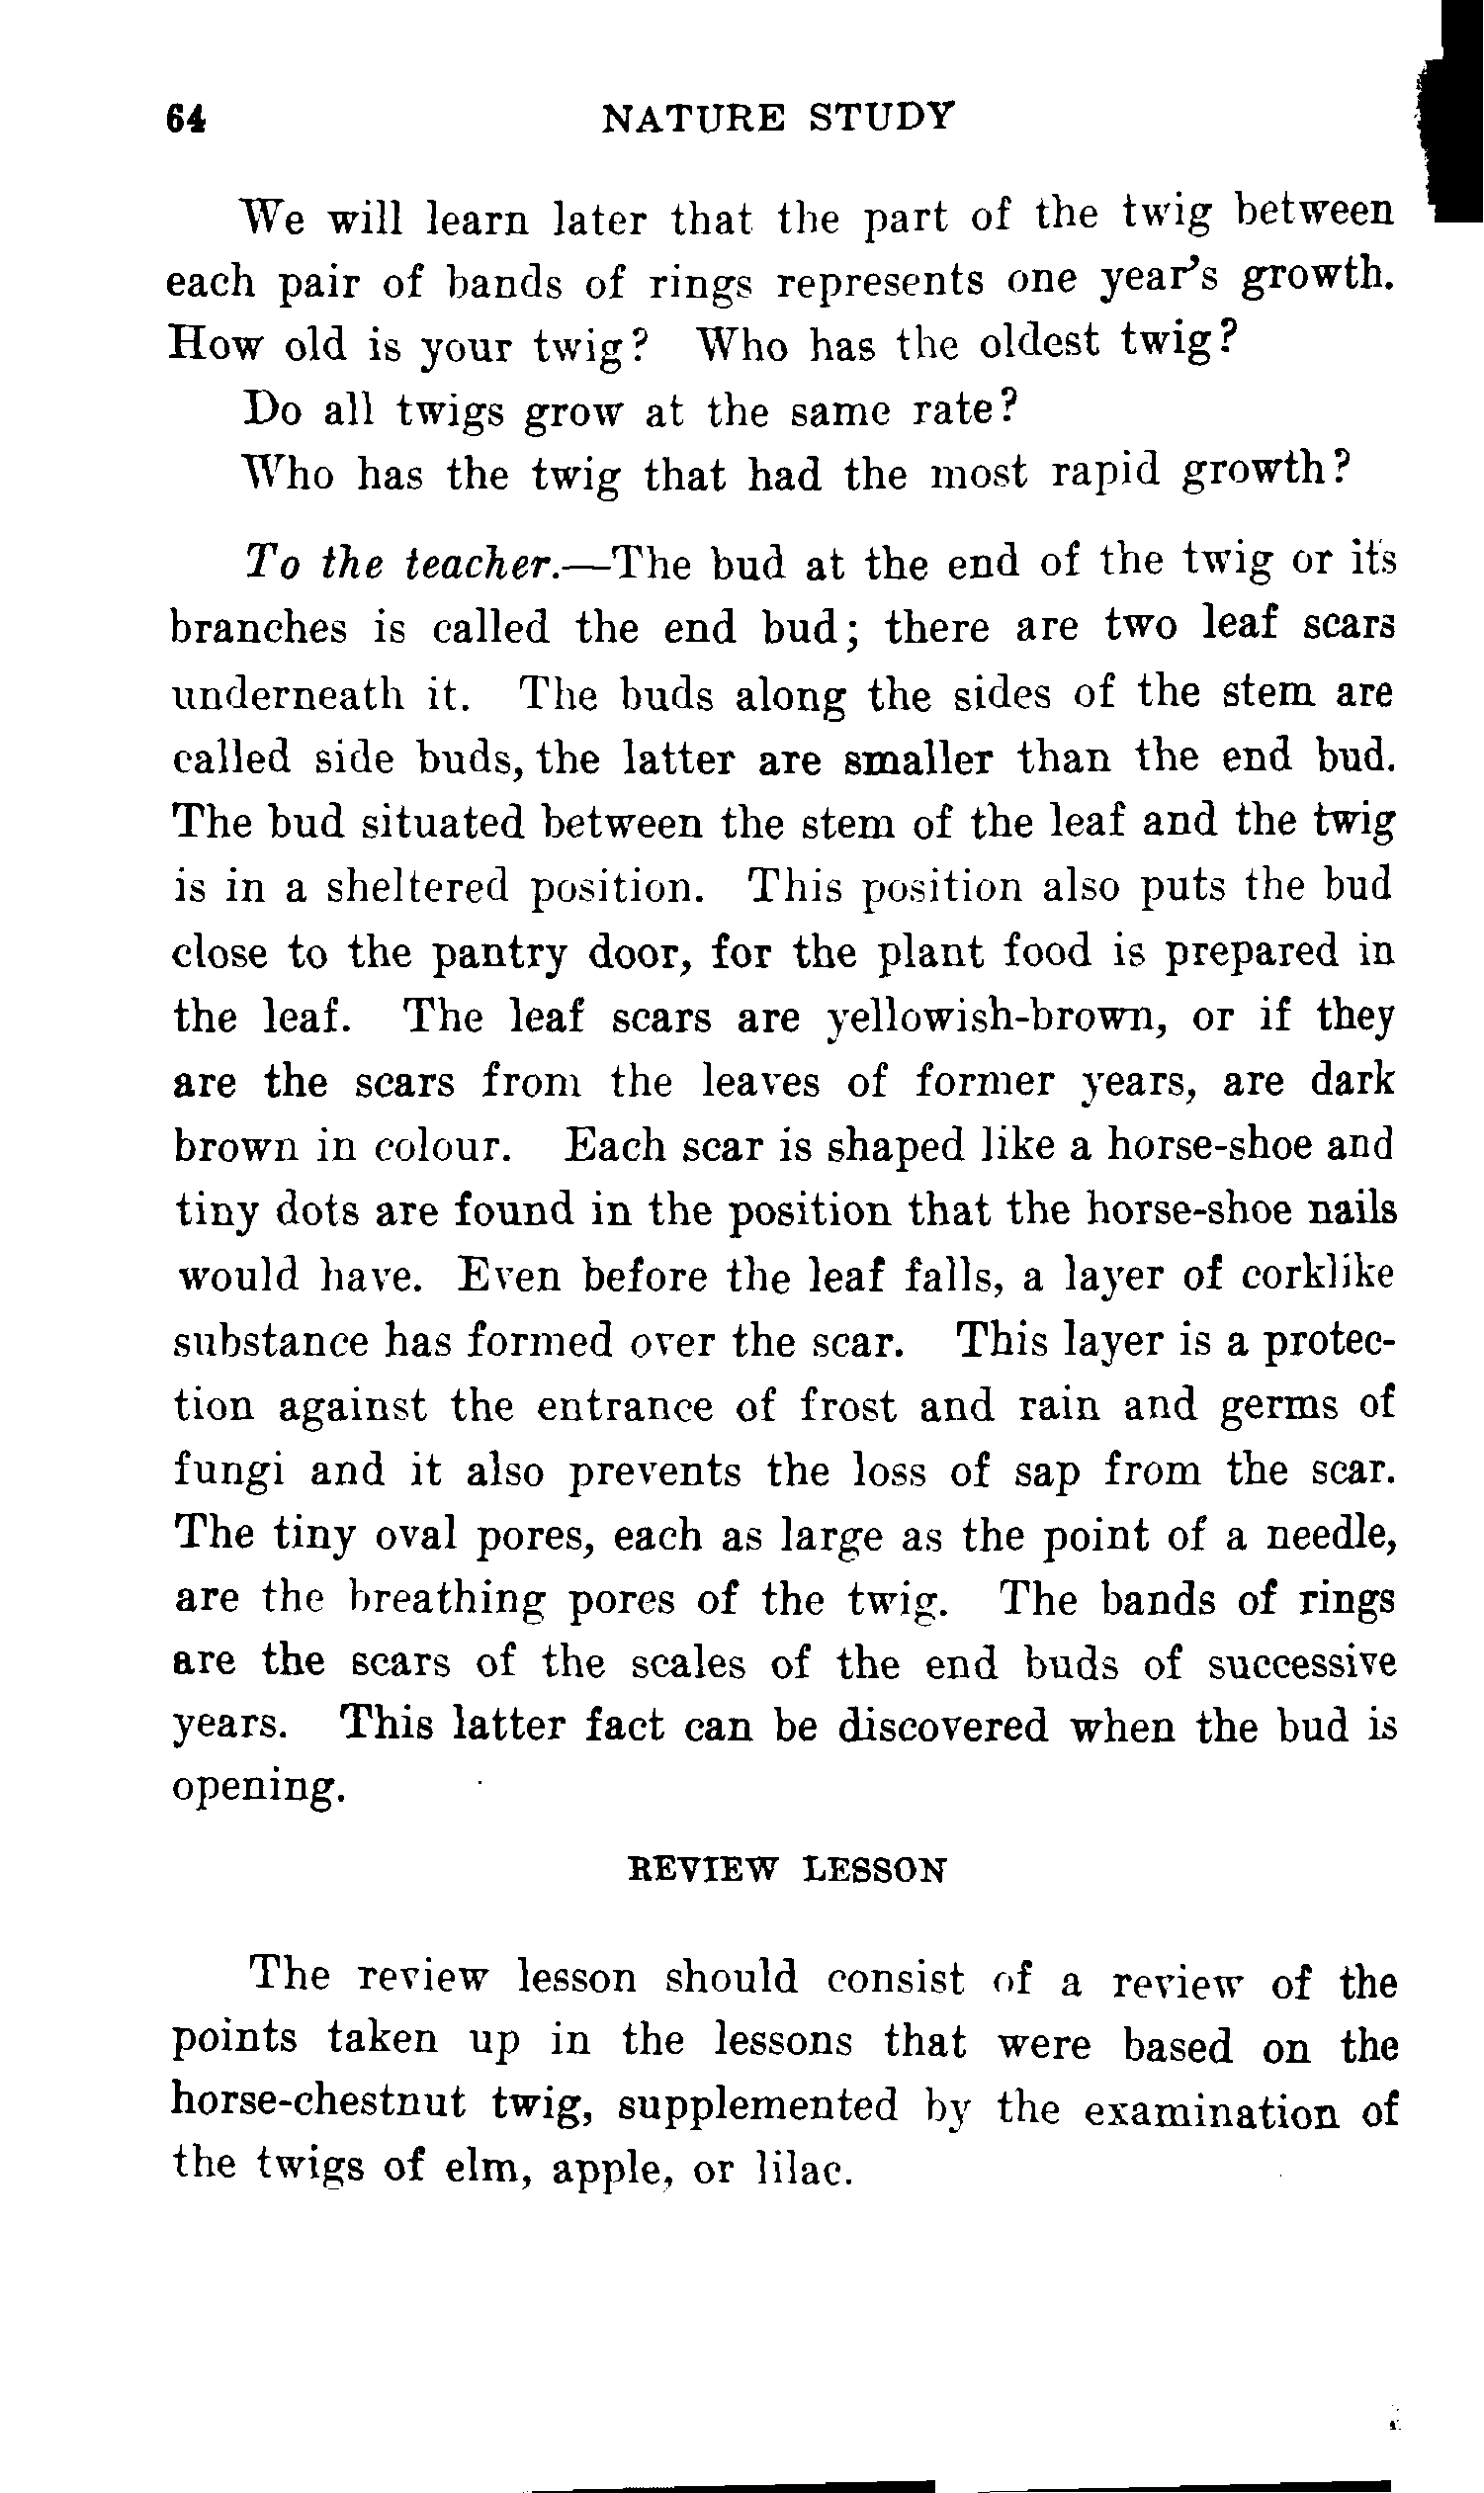 64 NATURE STUDY
We will learn later that the part of the twig between
each pair of bands of rings represents one year's growth.
How old is your twig? Who has the oldest twig?
Do all twigs grow at the same rate?
Who has the twig that had the most rapid growth?
To the teacher.—The bud at the end of the twig or its
branches is called the end bud; there are two leaf scars
underneath it. The buds along the sides of the stem are
called side buds, the latter are smaller than the end bud.
The bud situated between the stem of the leaf and the twig
is in a sheltered position. This position also puts the bud
close to the pantry door, for the plant food is prepared in
the leaf. The leaf scars are yellowish-brown, or if they
are the scars from the leaves of former years, are dark
brown in colour. Each scar is shaped like a horse-shoe and
tiny dots are found in the position that the horse-shoe nails
would have. Even before the leaf falls, a layer of corklike
substance has formed over the scar. This layer is a protec-
tion against the entrance of frost and rain and germs of
fungi and it also prevents the loss of sap from the scar.
The tiny oval pores, each as large as the point of a needle,
are the breathing pores of the twig. The bands of rings
are the scars of the scales of the end buds of successive
years. This latter fact can be discovered when the bud is
opening.
REVIEW LESSON
The review lesson should consist of a review of the
points taken up in the lessons that were based on the
horse-chestnut twig, supplemented by the examination of
the twigs of elm, apple, or lilac.